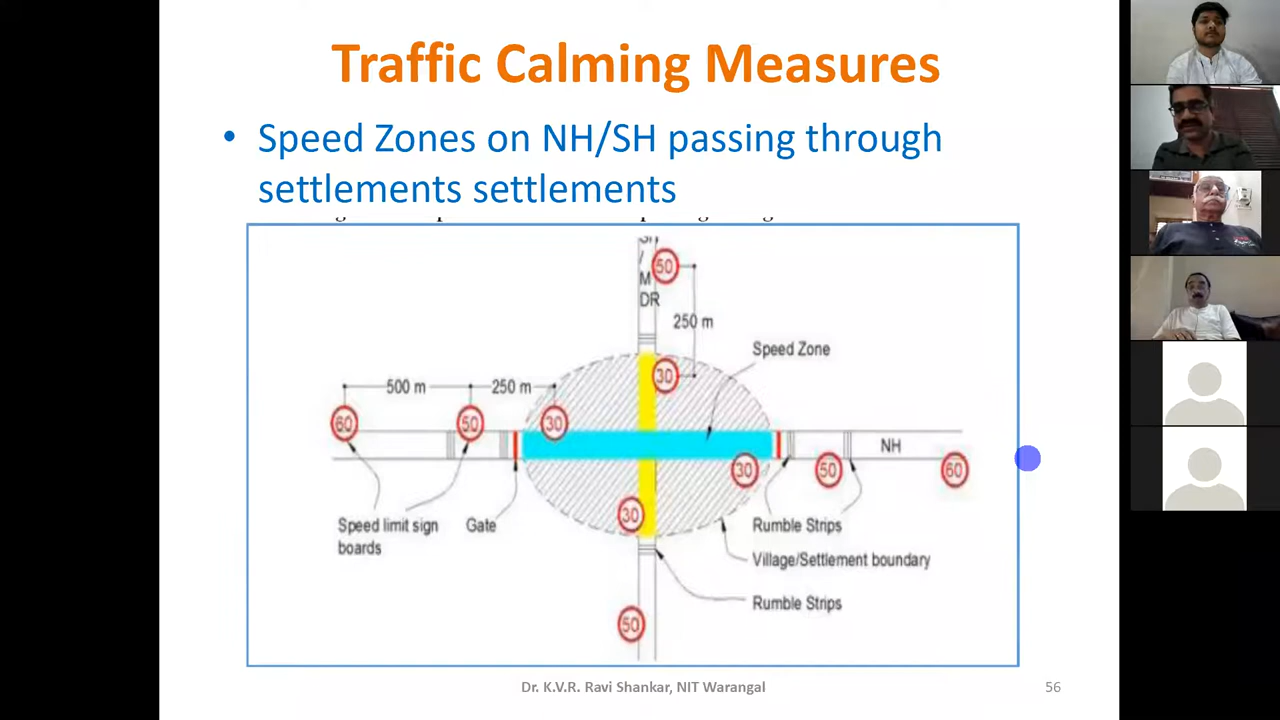 Traffic Calming Measures
• Speed Zones on NH/SH passing through
settlements settlements
50
M
DR
250 m
Speed Zone
30
500 m
250 m
60
50
30
NH
30
50
60
Speed limit sign
boards
Gate
30
Rumble Strips
Village/Settlement boundary
Rumble Strips
50
Dr. K.V.R. Ravi Shankar, NIT Warangal
56